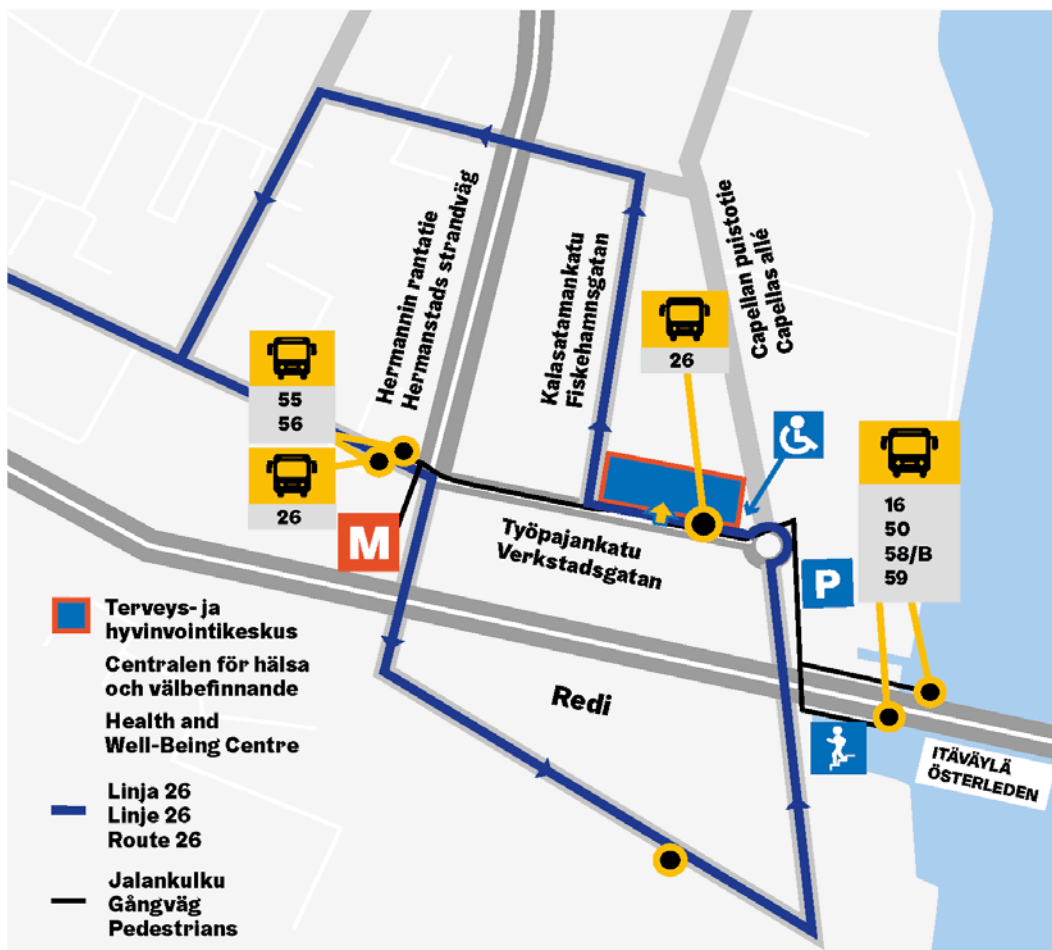 Hermannin rantatie
Hermanstads strandväg
Kalasatamankatu
Fiskehamnsgatan
Capellan puistotie
Capellas allé
26
55
56
26
16
50
58/B
59
M
Työpajankatu
Verkstadsgatan
P
Redi
ITÄVÄYLÄ
ÖSTERLEDEN
Terveys- ja
hyvinvointikeskus
Centralen för hälsa
och välbefinnande
Health and
Well-Being Centre
Linja 26
Linje 26
Route 26
Jalankulku
Gångväg
Pedestrians